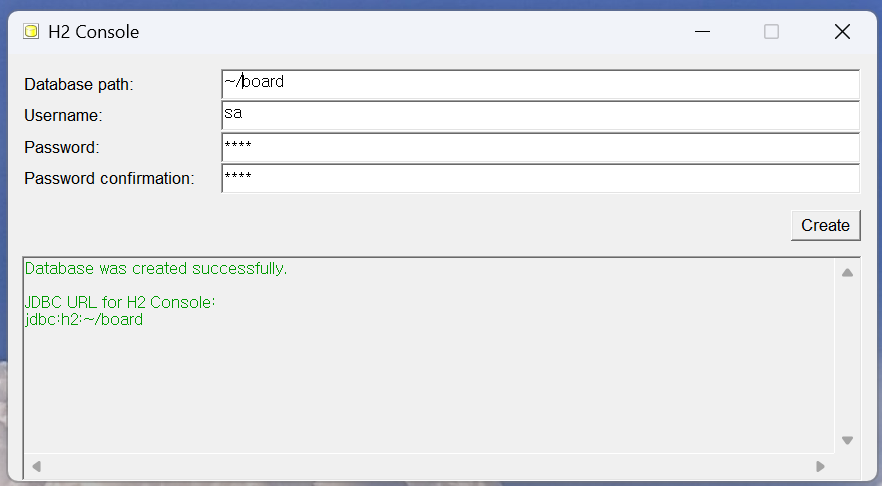 H2 Console
Database path: ~/board
Username: sa
Password: ****
Password confirmation: ****
Create
Database was created successfully.
JDBC URL for H2 Console:
jdbc:h2:~/board